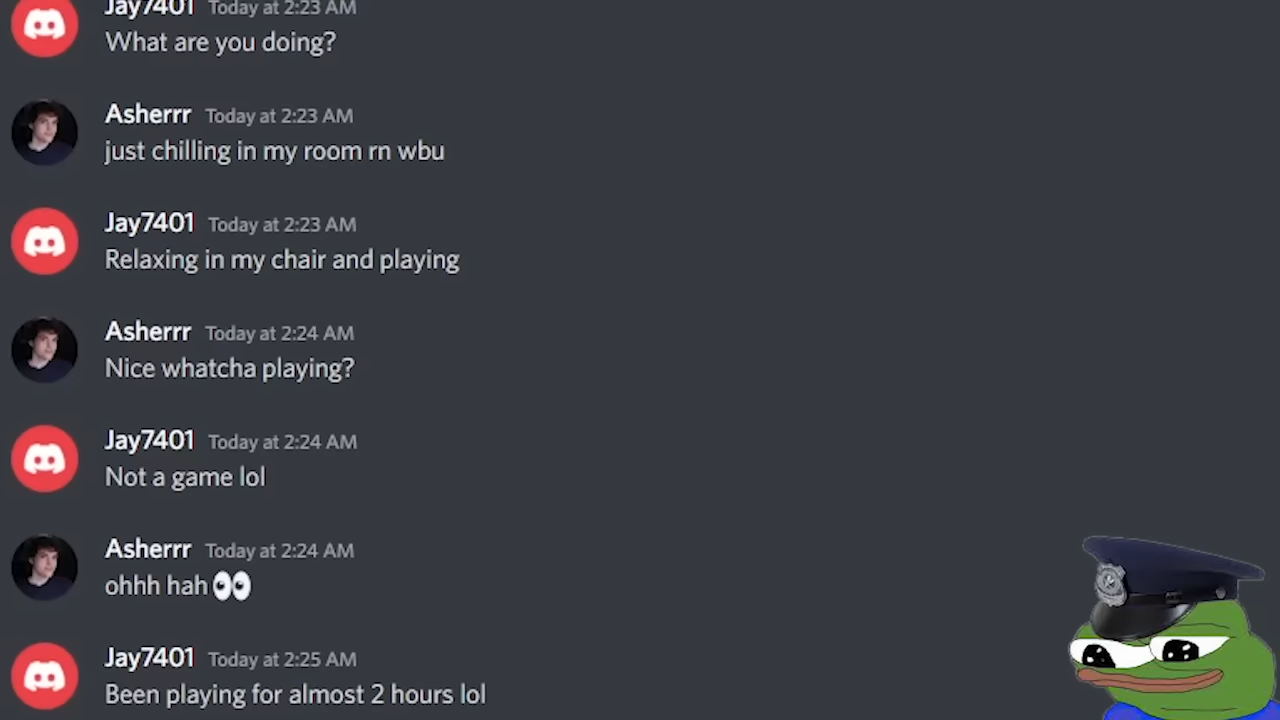 Jay7401 Today at 2:23 AM
What are you doing?
Asherrr Today at 2:23 AM
just chilling in my room rn wbu
Jay7401 Today at 2:23 AM
Relaxing in my chair and playing
Asherrr Today at 2:24 AM
Nice whatcha playing?
Jay7401 Today at 2:24 AM
Not a game lol
Asherrr Today at 2:24 AM
ohhh hah 👀
Jay7401 Today at 2:25 AM
Been playing for almost 2 hours lol